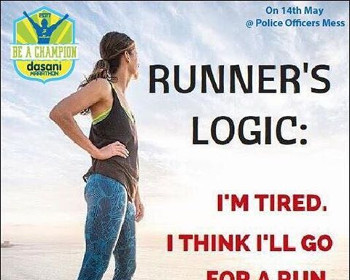 On 14th May
@ Police Officers Mess
BE A CHAMPION
dasani
MARATHON
RUNNER'S
LOGIC:
I'M TIRED.
I THINK I'LL GO
FOR A RUN